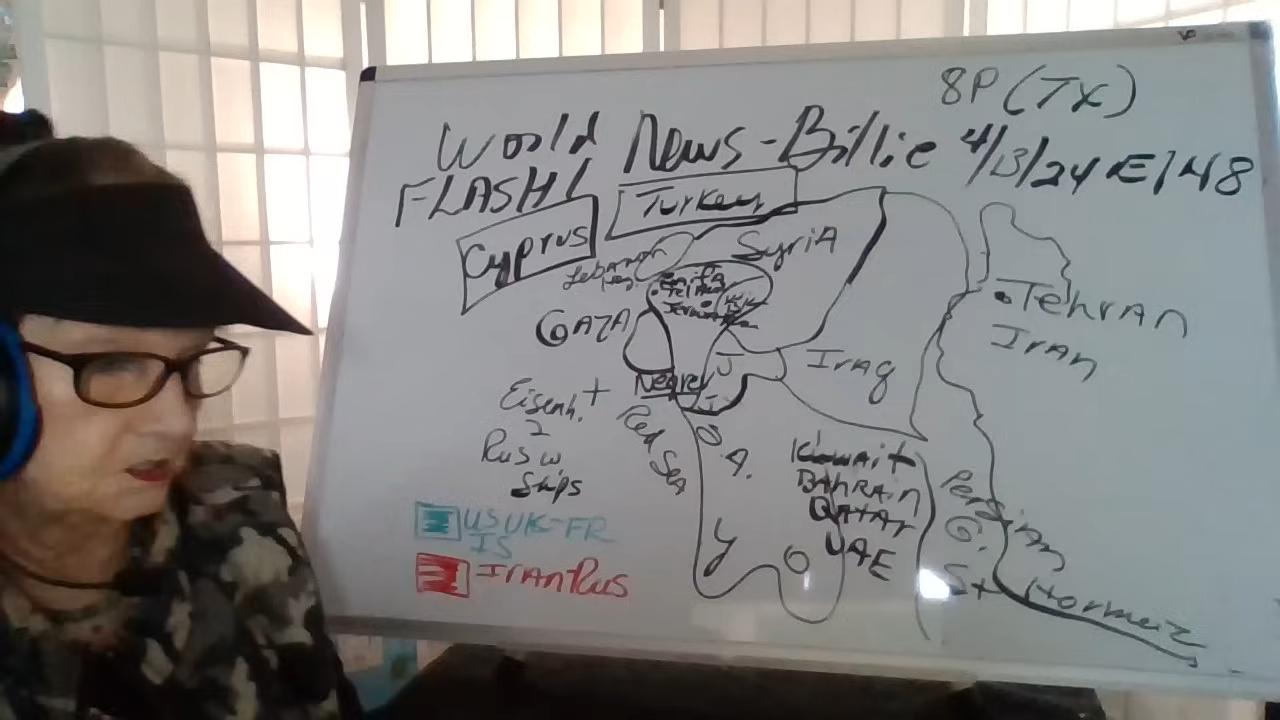 8P (TX)
World News - Billie 4/13/24 E148
FLASH!
Turkey
Cyprus
Syria
Lebanon
Haifa
Tel Aviv
Jerusalem
Tehran
Iran
GAZA
Iraq
J
Negev
Eisenh. +
2
Rus w
Ships
Red Sea
S. A.
Kuwait
BAHRAIN
QATAR
UAE
Persian
G.
St Hormuz
Y
O
US UK-FR
IS
Iran Rus